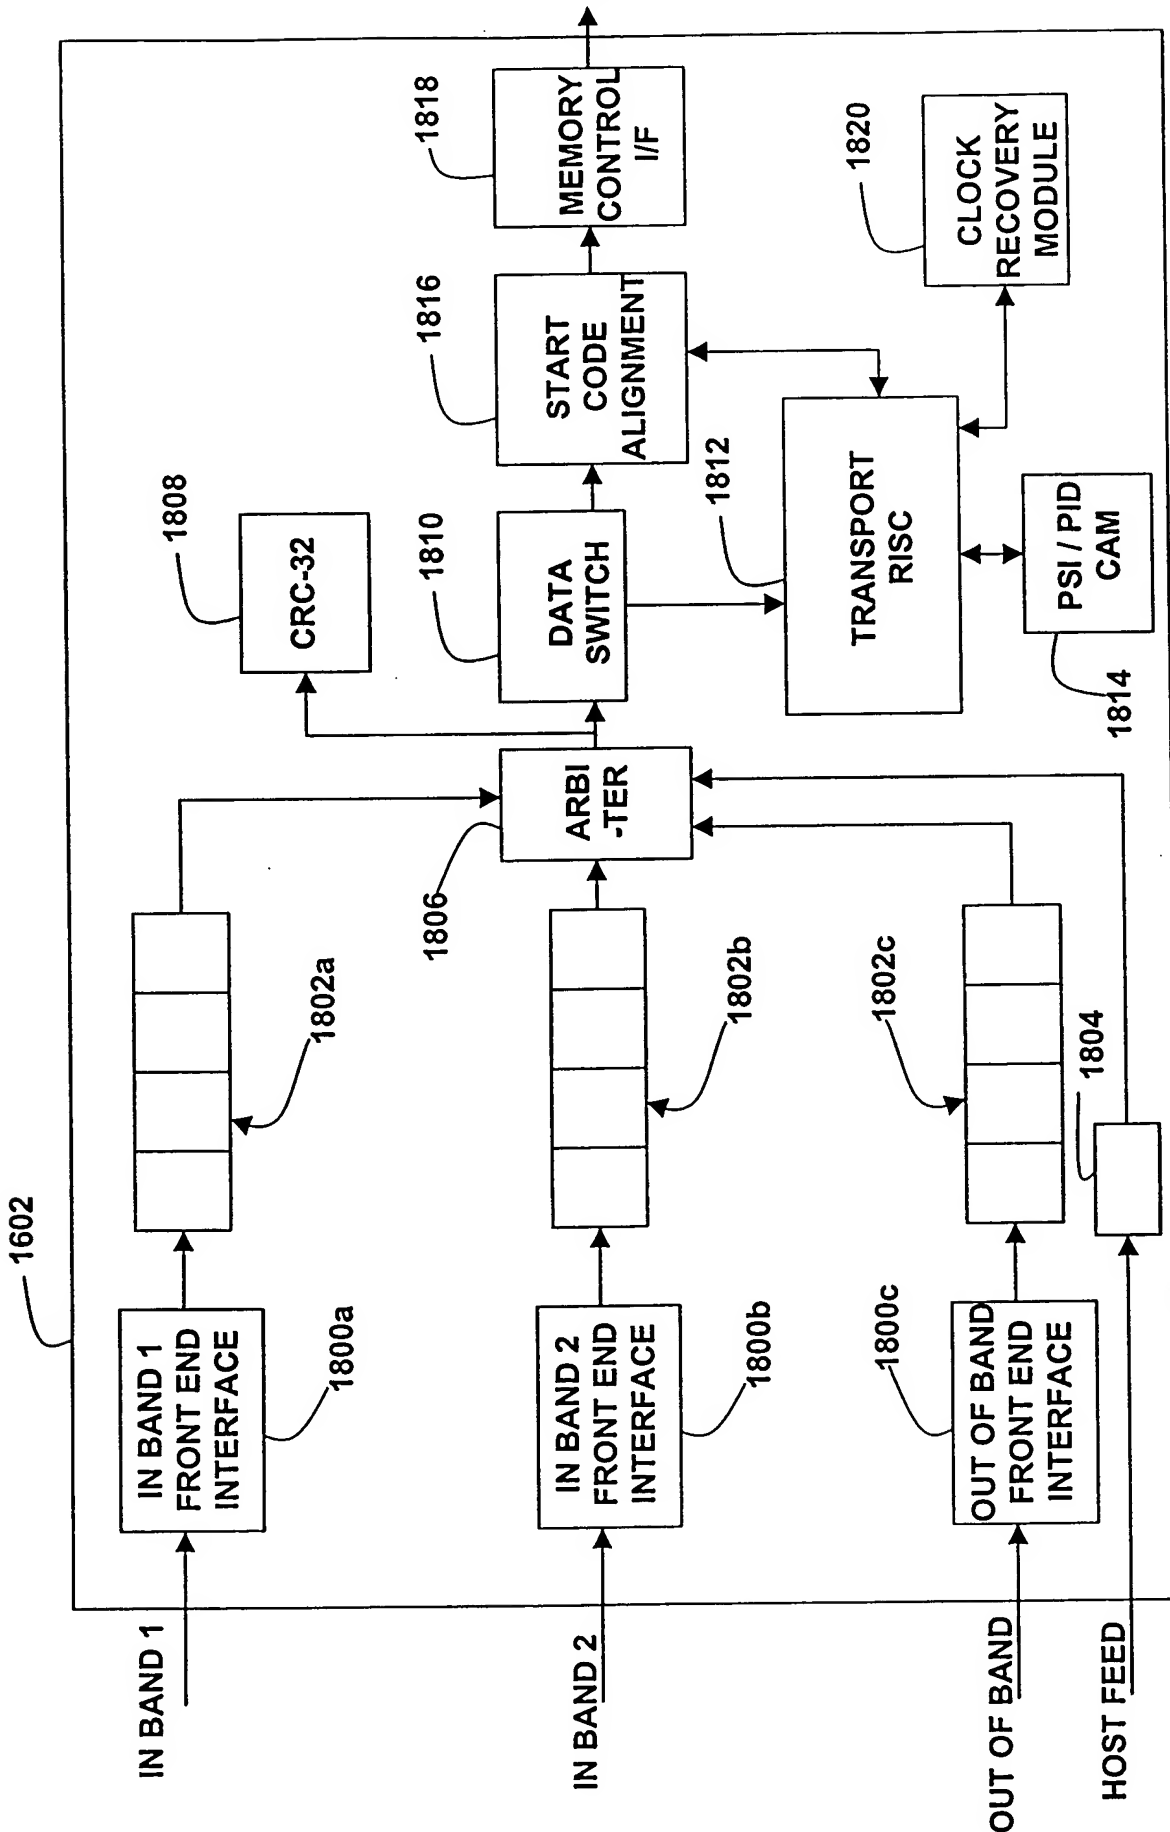 1602
IN BAND 1
IN BAND 1
FRONT END
INTERFACE
1800a
1802a
IN BAND 2
IN BAND 2
FRONT END
INTERFACE
1800b
1802b
OUT OF BAND
OUT OF BAND
FRONT END
INTERFACE
1800c
1802c
HOST FEED
1804
1806
ARBI
-TER
1808
CRC-32
1810
DATA
SWITCH
1812
TRANSPORT
RISC
1814
PSI / PID
CAM
1816
START
CODE
ALIGNMENT
1818
MEMORY
CONTROL
I/F
1820
CLOCK
RECOVERY
MODULE